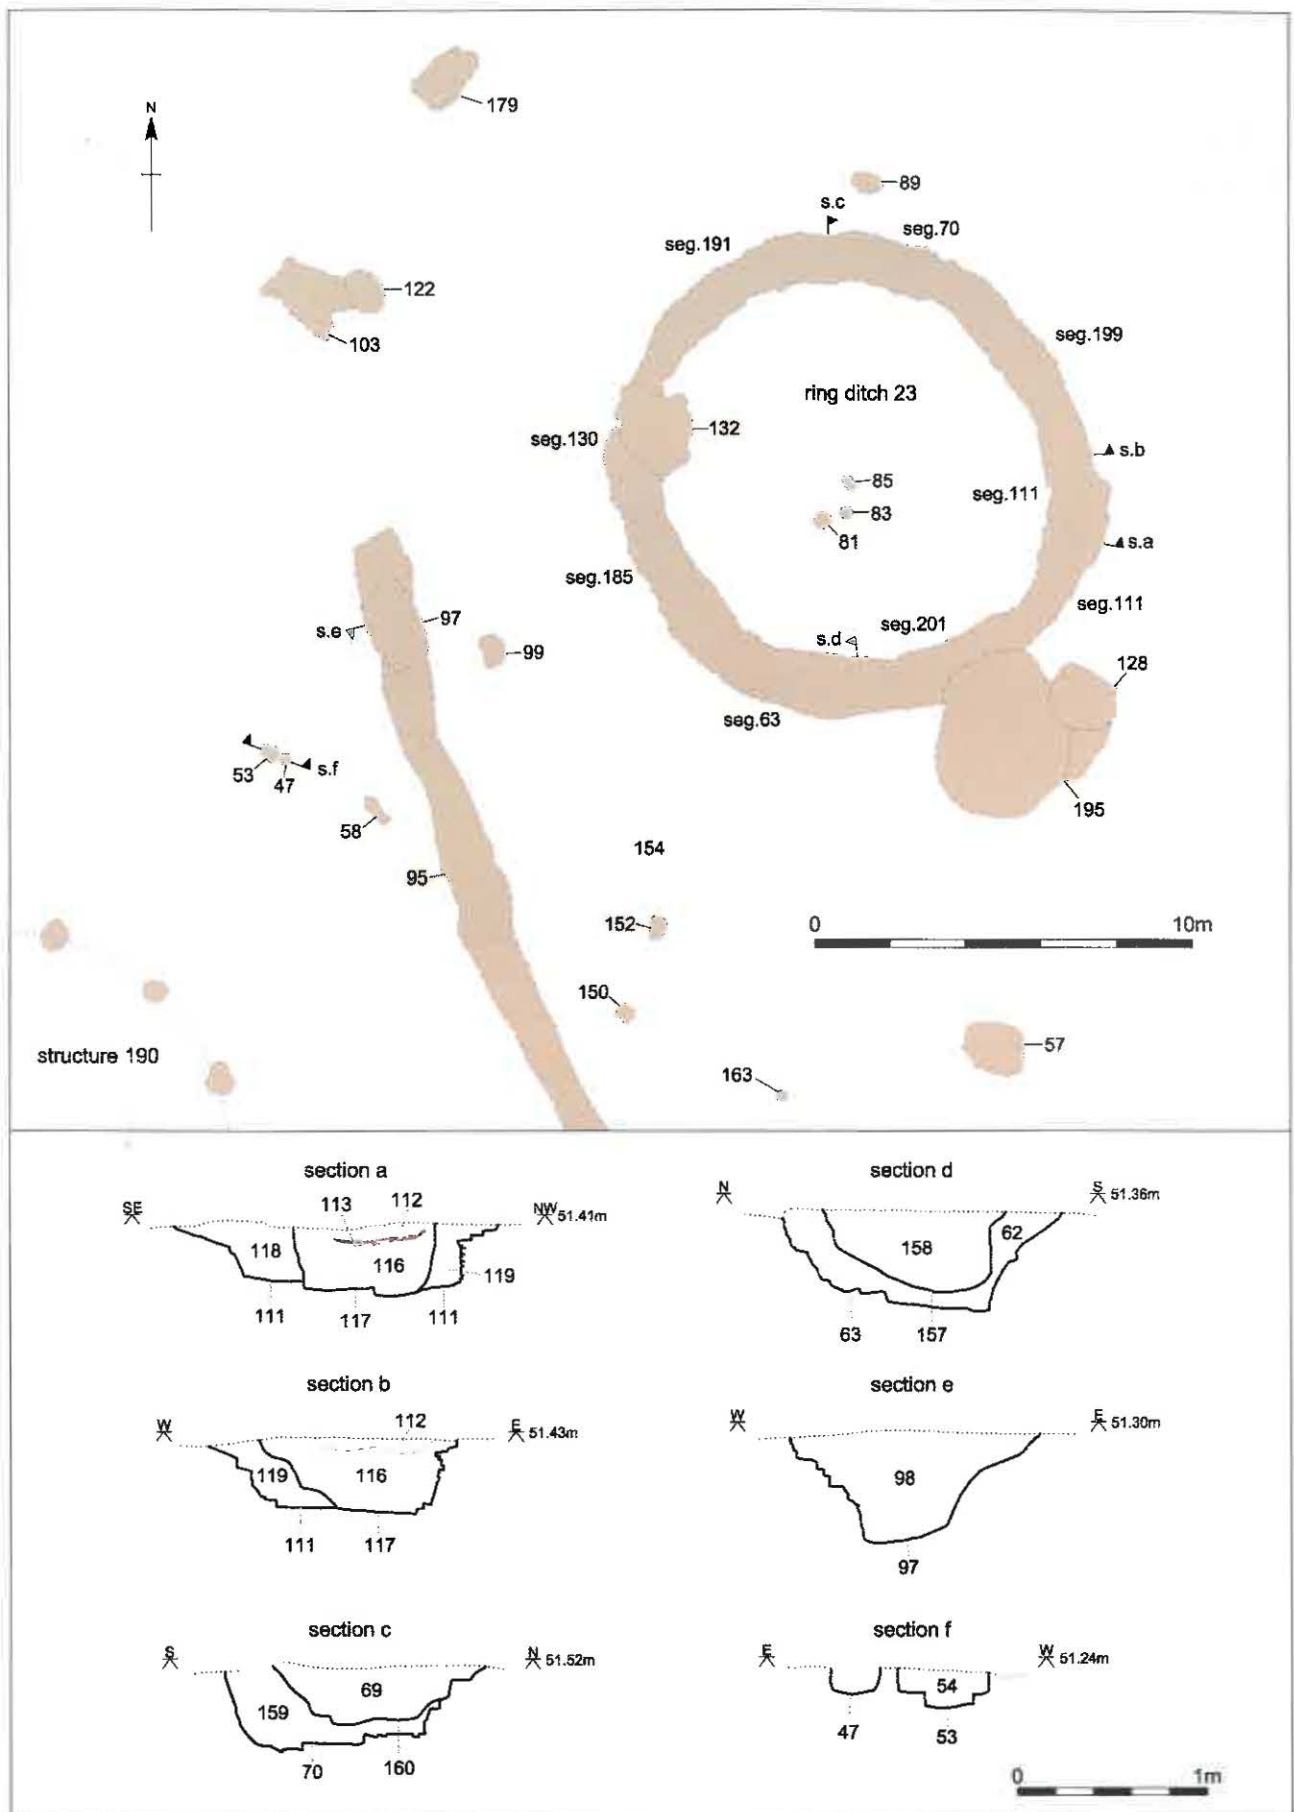 N
179
89
s.c
seg.70
seg.191
122
103
seg.199
ring ditch 23
132
seg.130
s.b
85
seg.111
83
81
s.a
seg.185
97
s.e
seg.201
s.d
seg.111
99
128
seg.63
s.f
53
47
195
58
154
95
0 10m
152
150
structure 190
57
163
section a
SE
113
112
NW
51.41m
118
116
119
111
117
111
section b
W
112
E
51.43m
119
116
111
117
section c
S
N
51.52m
69
159
70
160
section d
N
S
51.36m
62
158
63
157
section e
W
E
51.30m
98
97
section f
E
W
51.24m
54
47
53
0 1m